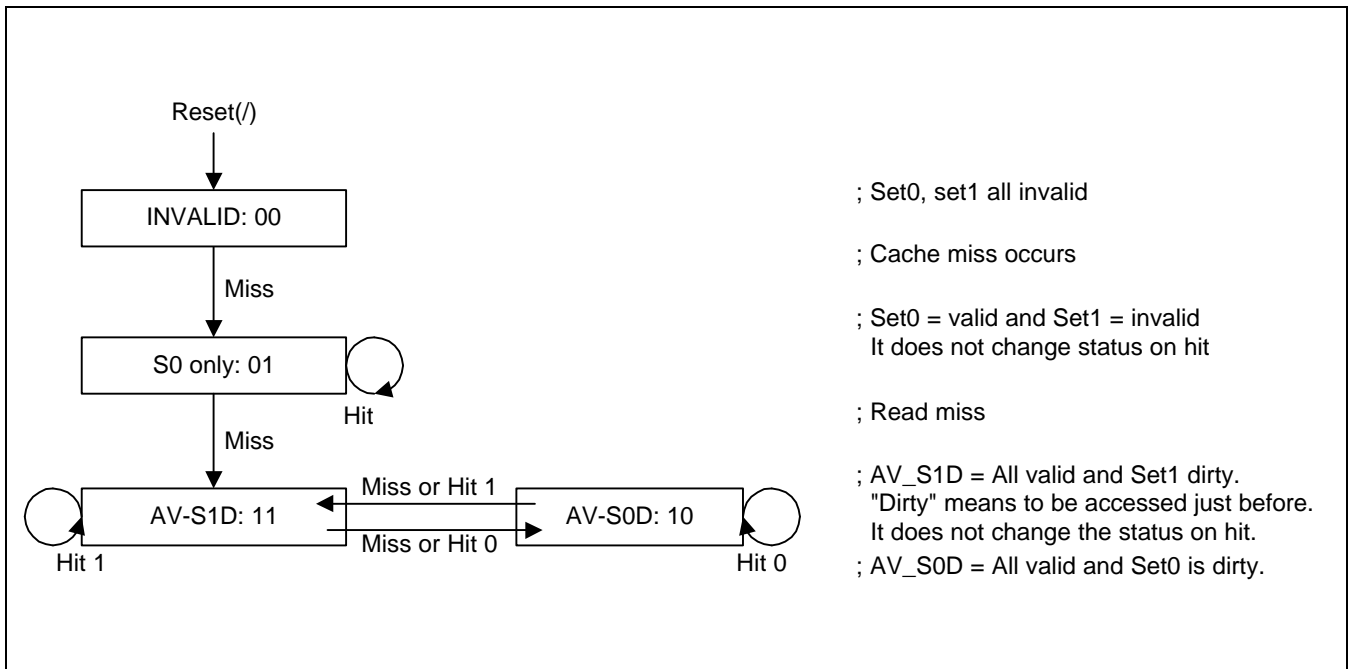 Reset(/)
INVALID: 00
Miss
S0 only: 01
Hit
Miss
AV-S1D: 11
Hit 1
Miss or Hit 1
Miss or Hit 0
AV-S0D: 10
Hit 0
; Set0, set1 all invalid
; Cache miss occurs
; Set0 = valid and Set1 = invalid
It does not change status on hit
; Read miss
; AV_S1D = All valid and Set1 dirty.
"Dirty" means to be accessed just before.
It does not change the status on hit.
; AV_S0D = All valid and Set0 is dirty.